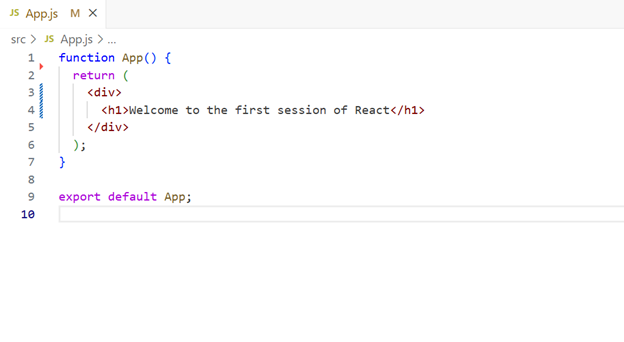 JS App.js M ×
src > JS App.js > ...
1 function App() {
2   return (
3     <div>
4       <h1>Welcome to the first session of React</h1>
5     </div>
6   );
7 }
8
9 export default App;
10